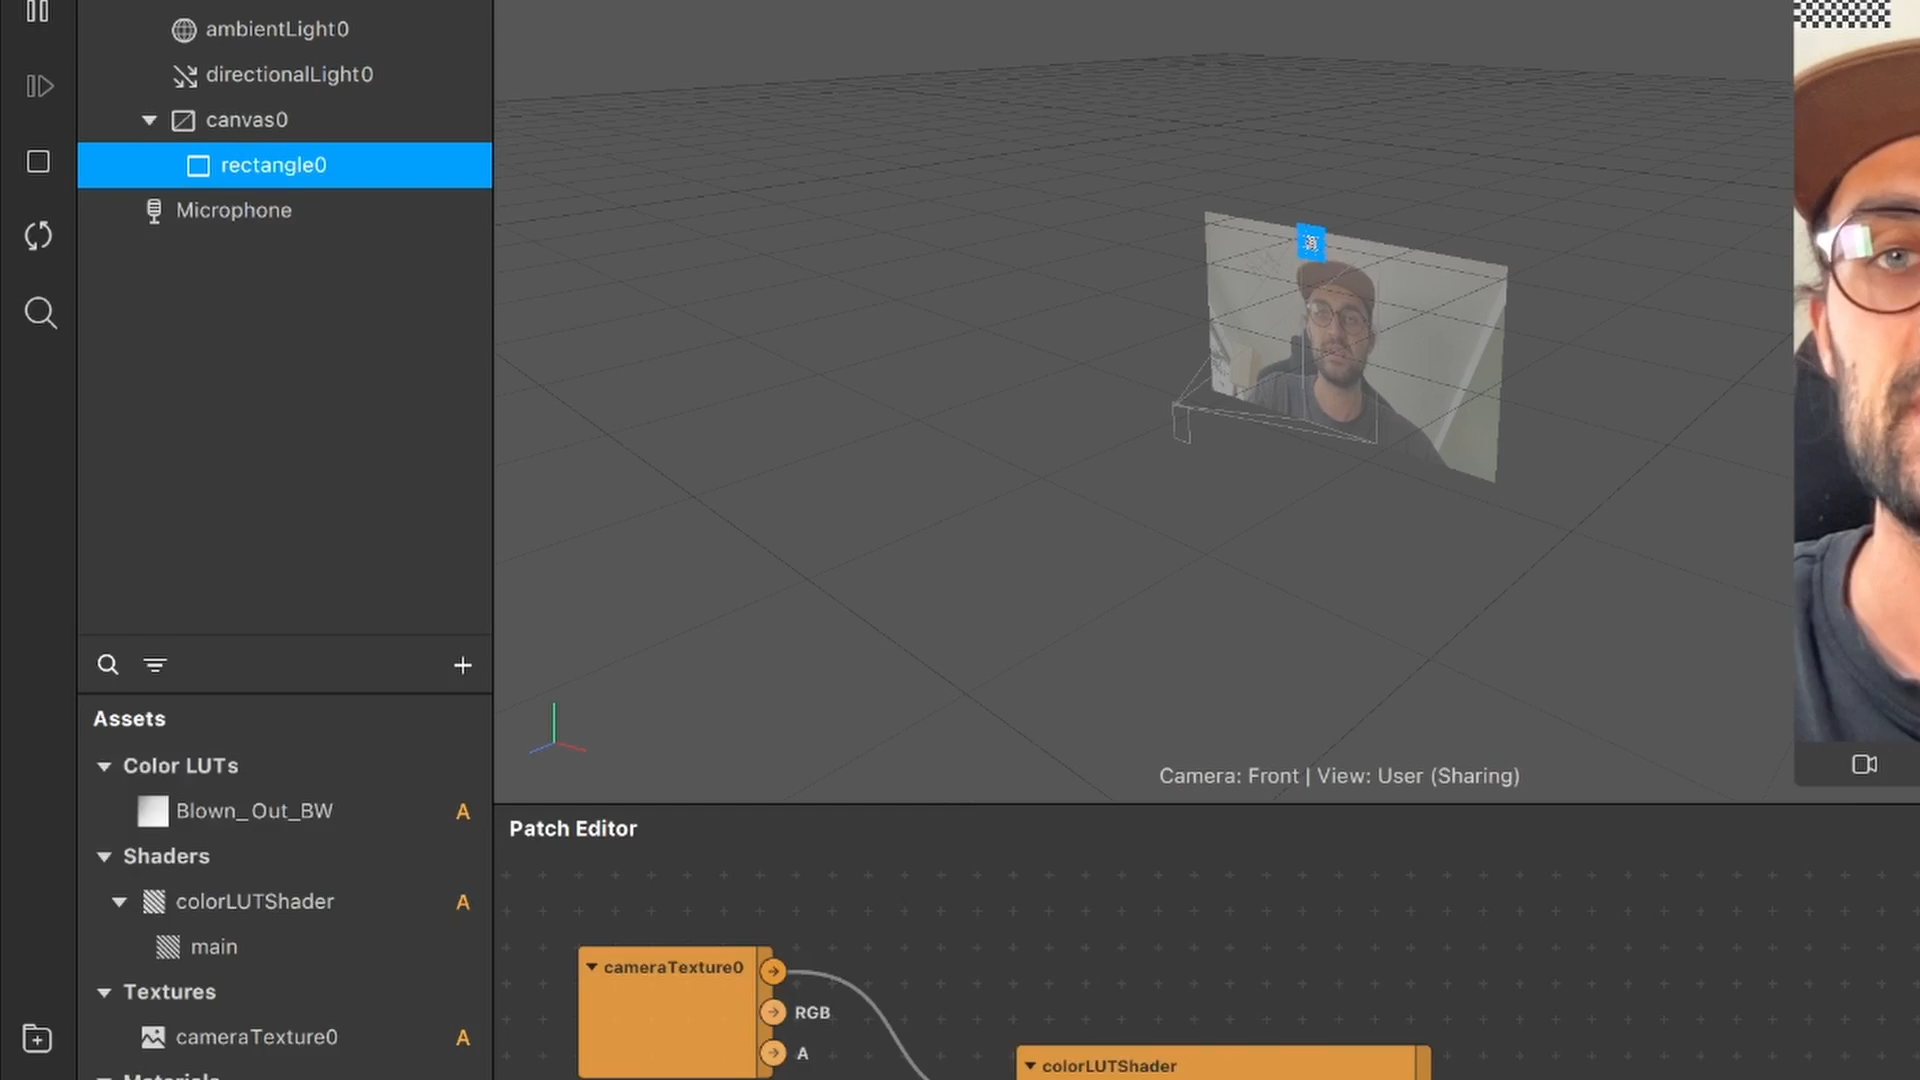 ambientLight0
directionalLight0
canvas0
rectangle0
Microphone
Assets
Color LUTs
Blown_Out_BW A
Shaders
colorLUTShader A
main
Textures
cameraTexture0 A
Materials
Camera: Front | View: User (Sharing)
Patch Editor
cameraTexture0
RGB
A
colorLUTShader